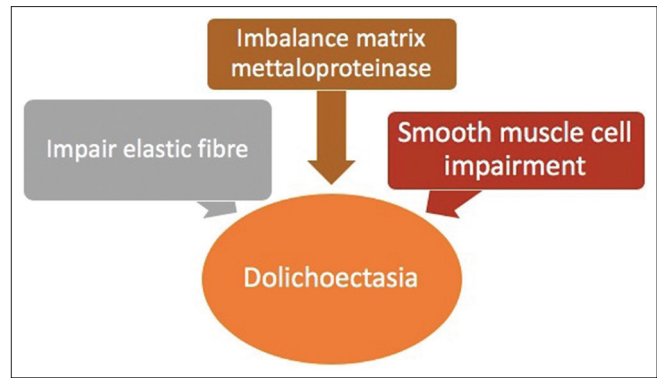 Imbalance matrix
mettaloproteinase
Impair elastic fibre
Smooth muscle cell
impairment
Dolichoectasia